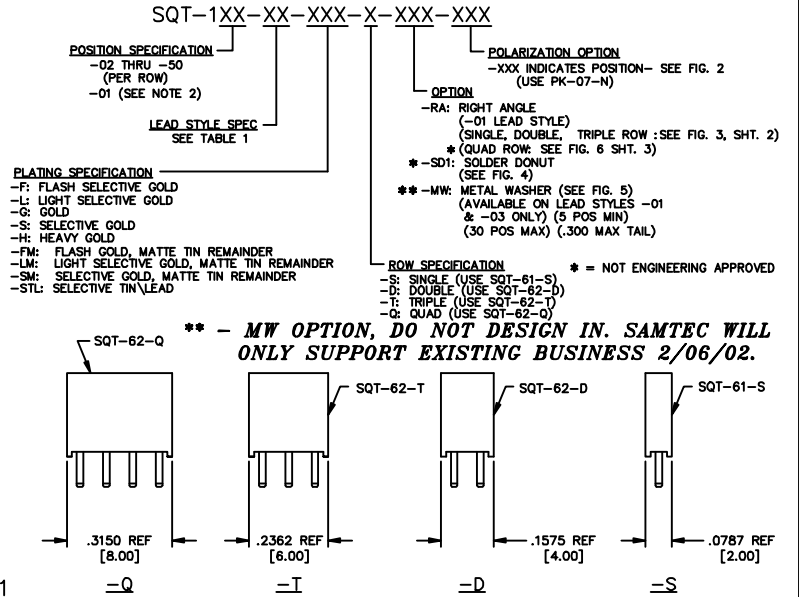 SQT-1XX-XX-XXX-X-XXX-XXX
POSITION SPECIFICATION
-02 THRU -50
(PER ROW)
-01 (SEE NOTE 2)
LEAD STYLE SPEC
SEE TABLE 1
PLATING SPECIFICATION
-F: FLASH SELECTIVE GOLD
-L: LIGHT SELECTIVE GOLD
-G: GOLD
-S: SELECTIVE GOLD
-H: HEAVY GOLD
-FM: FLASH GOLD, MATTE TIN REMAINDER
-LM: LIGHT SELECTIVE GOLD, MATTE TIN REMAINDER
-SM: SELECTIVE GOLD, MATTE TIN REMAINDER
-STL: SELECTIVE TIN\LEAD
POLARIZATION OPTION
-XXX INDICATES POSITION- SEE FIG. 2
(USE PK-07-N)
OPTION
-RA: RIGHT ANGLE
(-01 LEAD STYLE)
(SINGLE, DOUBLE, TRIPLE ROW :SEE FIG. 3, SHT. 2)
* (QUAD ROW: SEE FIG. 6 SHT. 3)
* -SD1: SOLDER DONUT
(SEE FIG. 4)
** -MW: METAL WASHER (SEE FIG. 5)
(AVAILABLE ON LEAD STYLES -01
& -03 ONLY) (5 POS MIN)
(30 POS MAX) (.300 MAX TAIL)
ROW SPECIFICATION
-S: SINGLE (USE SQT-61-S)
-D: DOUBLE (USE SQT-62-D)
-T: TRIPLE (USE SQT-62-T)
-Q: QUAD (USE SQT-62-Q)
* = NOT ENGINEERING APPROVED
** - MW OPTION, DO NOT DESIGN IN. SAMTEC WILL
ONLY SUPPORT EXISTING BUSINESS 2/06/02.
SQT-62-Q
SQT-62-T
SQT-62-D
SQT-61-S
.3150 REF
[8.00]
.2362 REF
[6.00]
.1575 REF
[4.00]
.0787 REF
[2.00]
1
-Q
-T
-D
-S